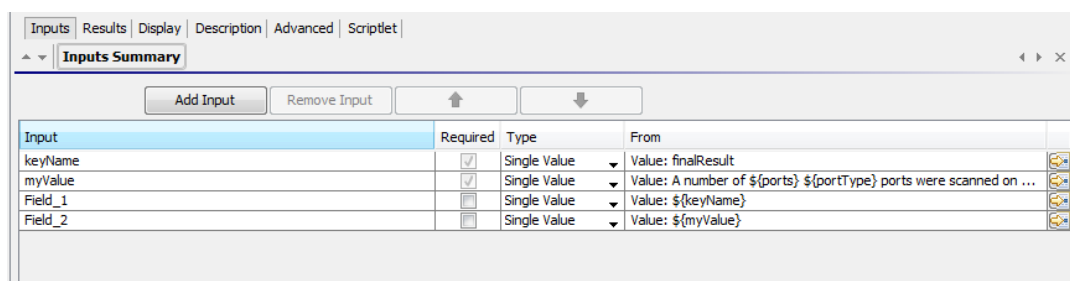 Inputs Results Display Description Advanced Scriptlet
Inputs Summary
Add Input Remove Input
Input Required Type From
keyName Single Value Value: finalResult
myValue Single Value Value: A number of ${ports} ${portType} ports were scanned on ...
Field_1 Single Value Value: ${keyName}
Field_2 Single Value Value: ${myValue}